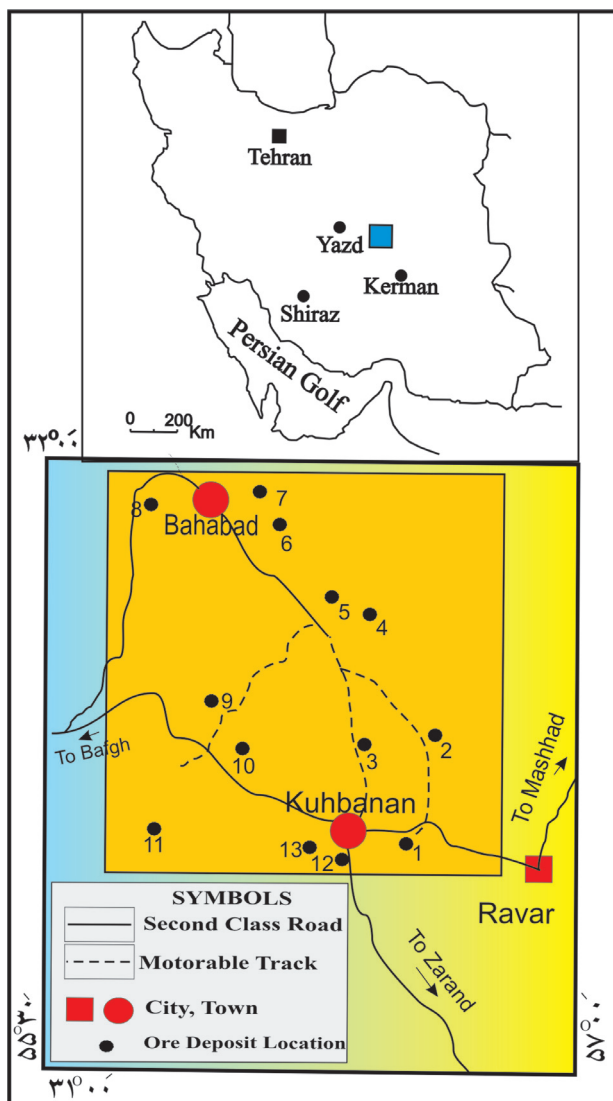 Tehran
Yazd
Kerman
Shiraz
Persian Golf
0 200
Km
۳۲°۰۰′
7
8
Bahabad
6
5
4
9
2
To Bafgh
10
3
To Mashhad
Kuhbanan
11
13
12
1
Ravar
SYMBOLS
Second Class Road
Motorable Track
City, Town
Ore Deposit Location
To Zarand
۵۵°۳۰′
۵۷°۰۰′
۳۱°۰۰′